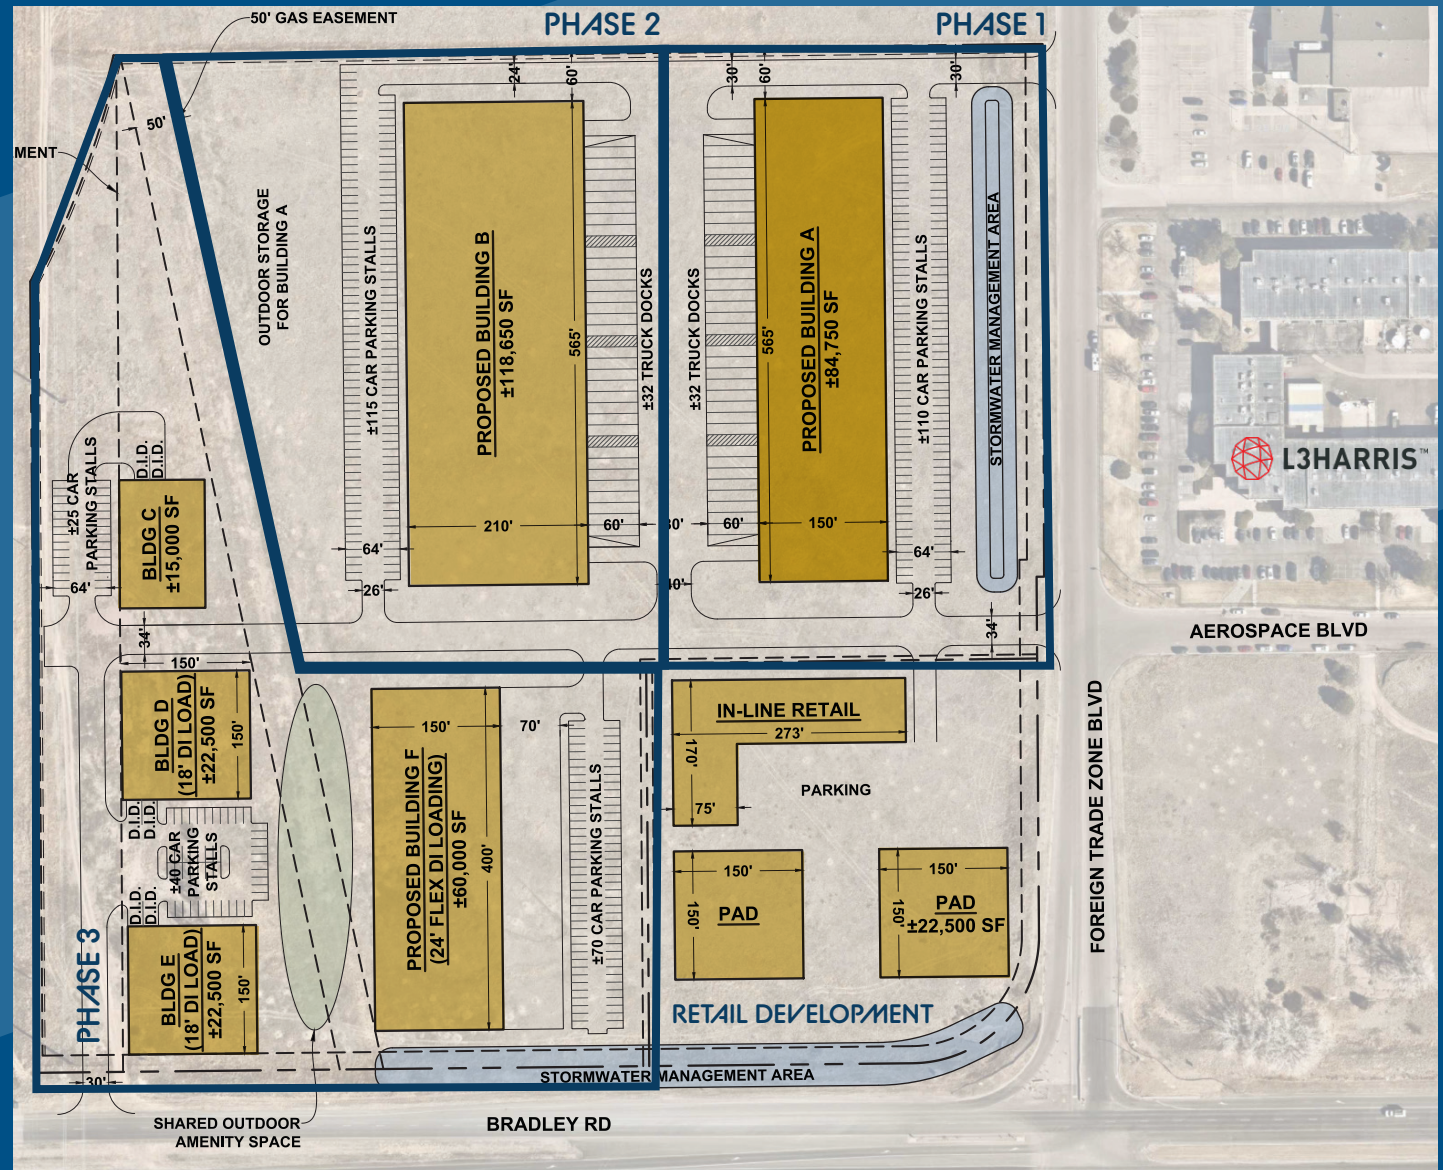 50' GAS EASEMENT
PHASE 2
PHASE 1
24'
60'
30'
60'
30'
50'
MENT
OUTDOOR STORAGE
FOR BUILDING A
±115 CAR PARKING STALLS
PROPOSED BUILDING B
±118,650 SF
565'
±32 TRUCK DOCKS
±32 TRUCK DOCKS
565'
PROPOSED BUILDING A
±84,750 SF
±110 CAR PARKING STALLS
STORMWATER MANAGEMENT AREA
L3HARRIS™
±25 CAR
PARKING STALLS
D.I.D.
D.I.D.
BLDG C
±15,000 SF
64'
210'
60'
60'
150'
64'
64'
26'
26'
34'
34'
AEROSPACE BLVD
150'
BLDG D
(18' DI LOAD)
±22,500 SF
150'
150'
70'
PROPOSED BUILDING F
(24' FLEX DI LOADING)
±60,000 SF
400'
±70 CAR PARKING STALLS
IN-LINE RETAIL
273'
170'
75'
PARKING
FOREIGN TRADE ZONE BLVD
D.I.D.
D.I.D.
±40 CAR
PARKING
STALLS
D.I.D.
D.I.D.
150'
150'
PAD
150'
150'
PAD
±22,500 SF
PHASE 3
BLDG E
(18' DI LOAD)
±22,500 SF
150'
RETAIL DEVELOPMENT
30'
STORMWATER MANAGEMENT AREA
SHARED OUTDOOR
AMENITY SPACE
BRADLEY RD